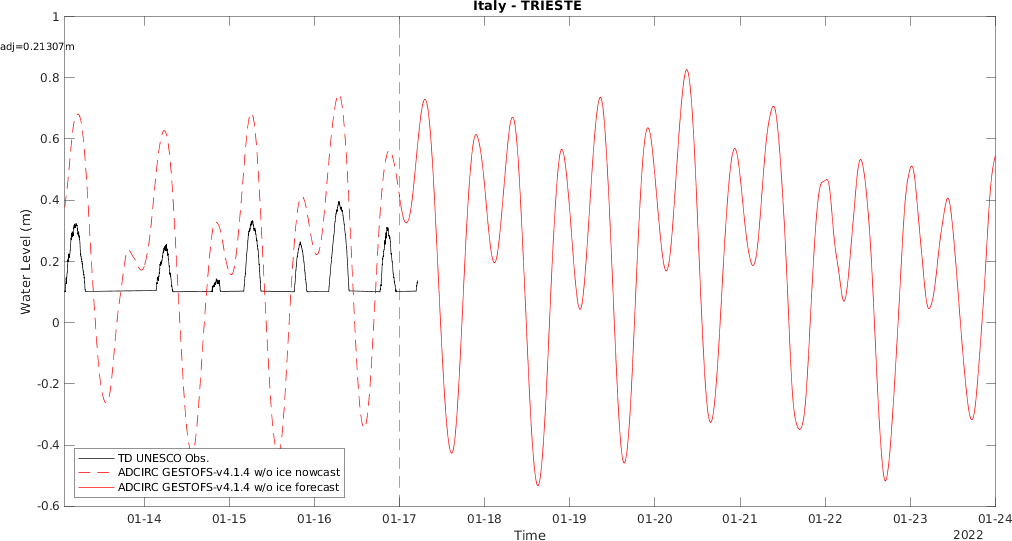 Italy - TRIESTE
adj=0.21307m
1
0.8
0.6
0.4
0.2
0
-0.2
-0.4
-0.6
Water Level (m)
TD UNESCO Obs.
ADCIRC GESTOFS-v4.1.4 w/o ice nowcast
ADCIRC GESTOFS-v4.1.4 w/o ice forecast
01-14 01-15 01-16 01-17 01-18 01-19 01-20 01-21 01-22 01-23 01-24
Time
2022